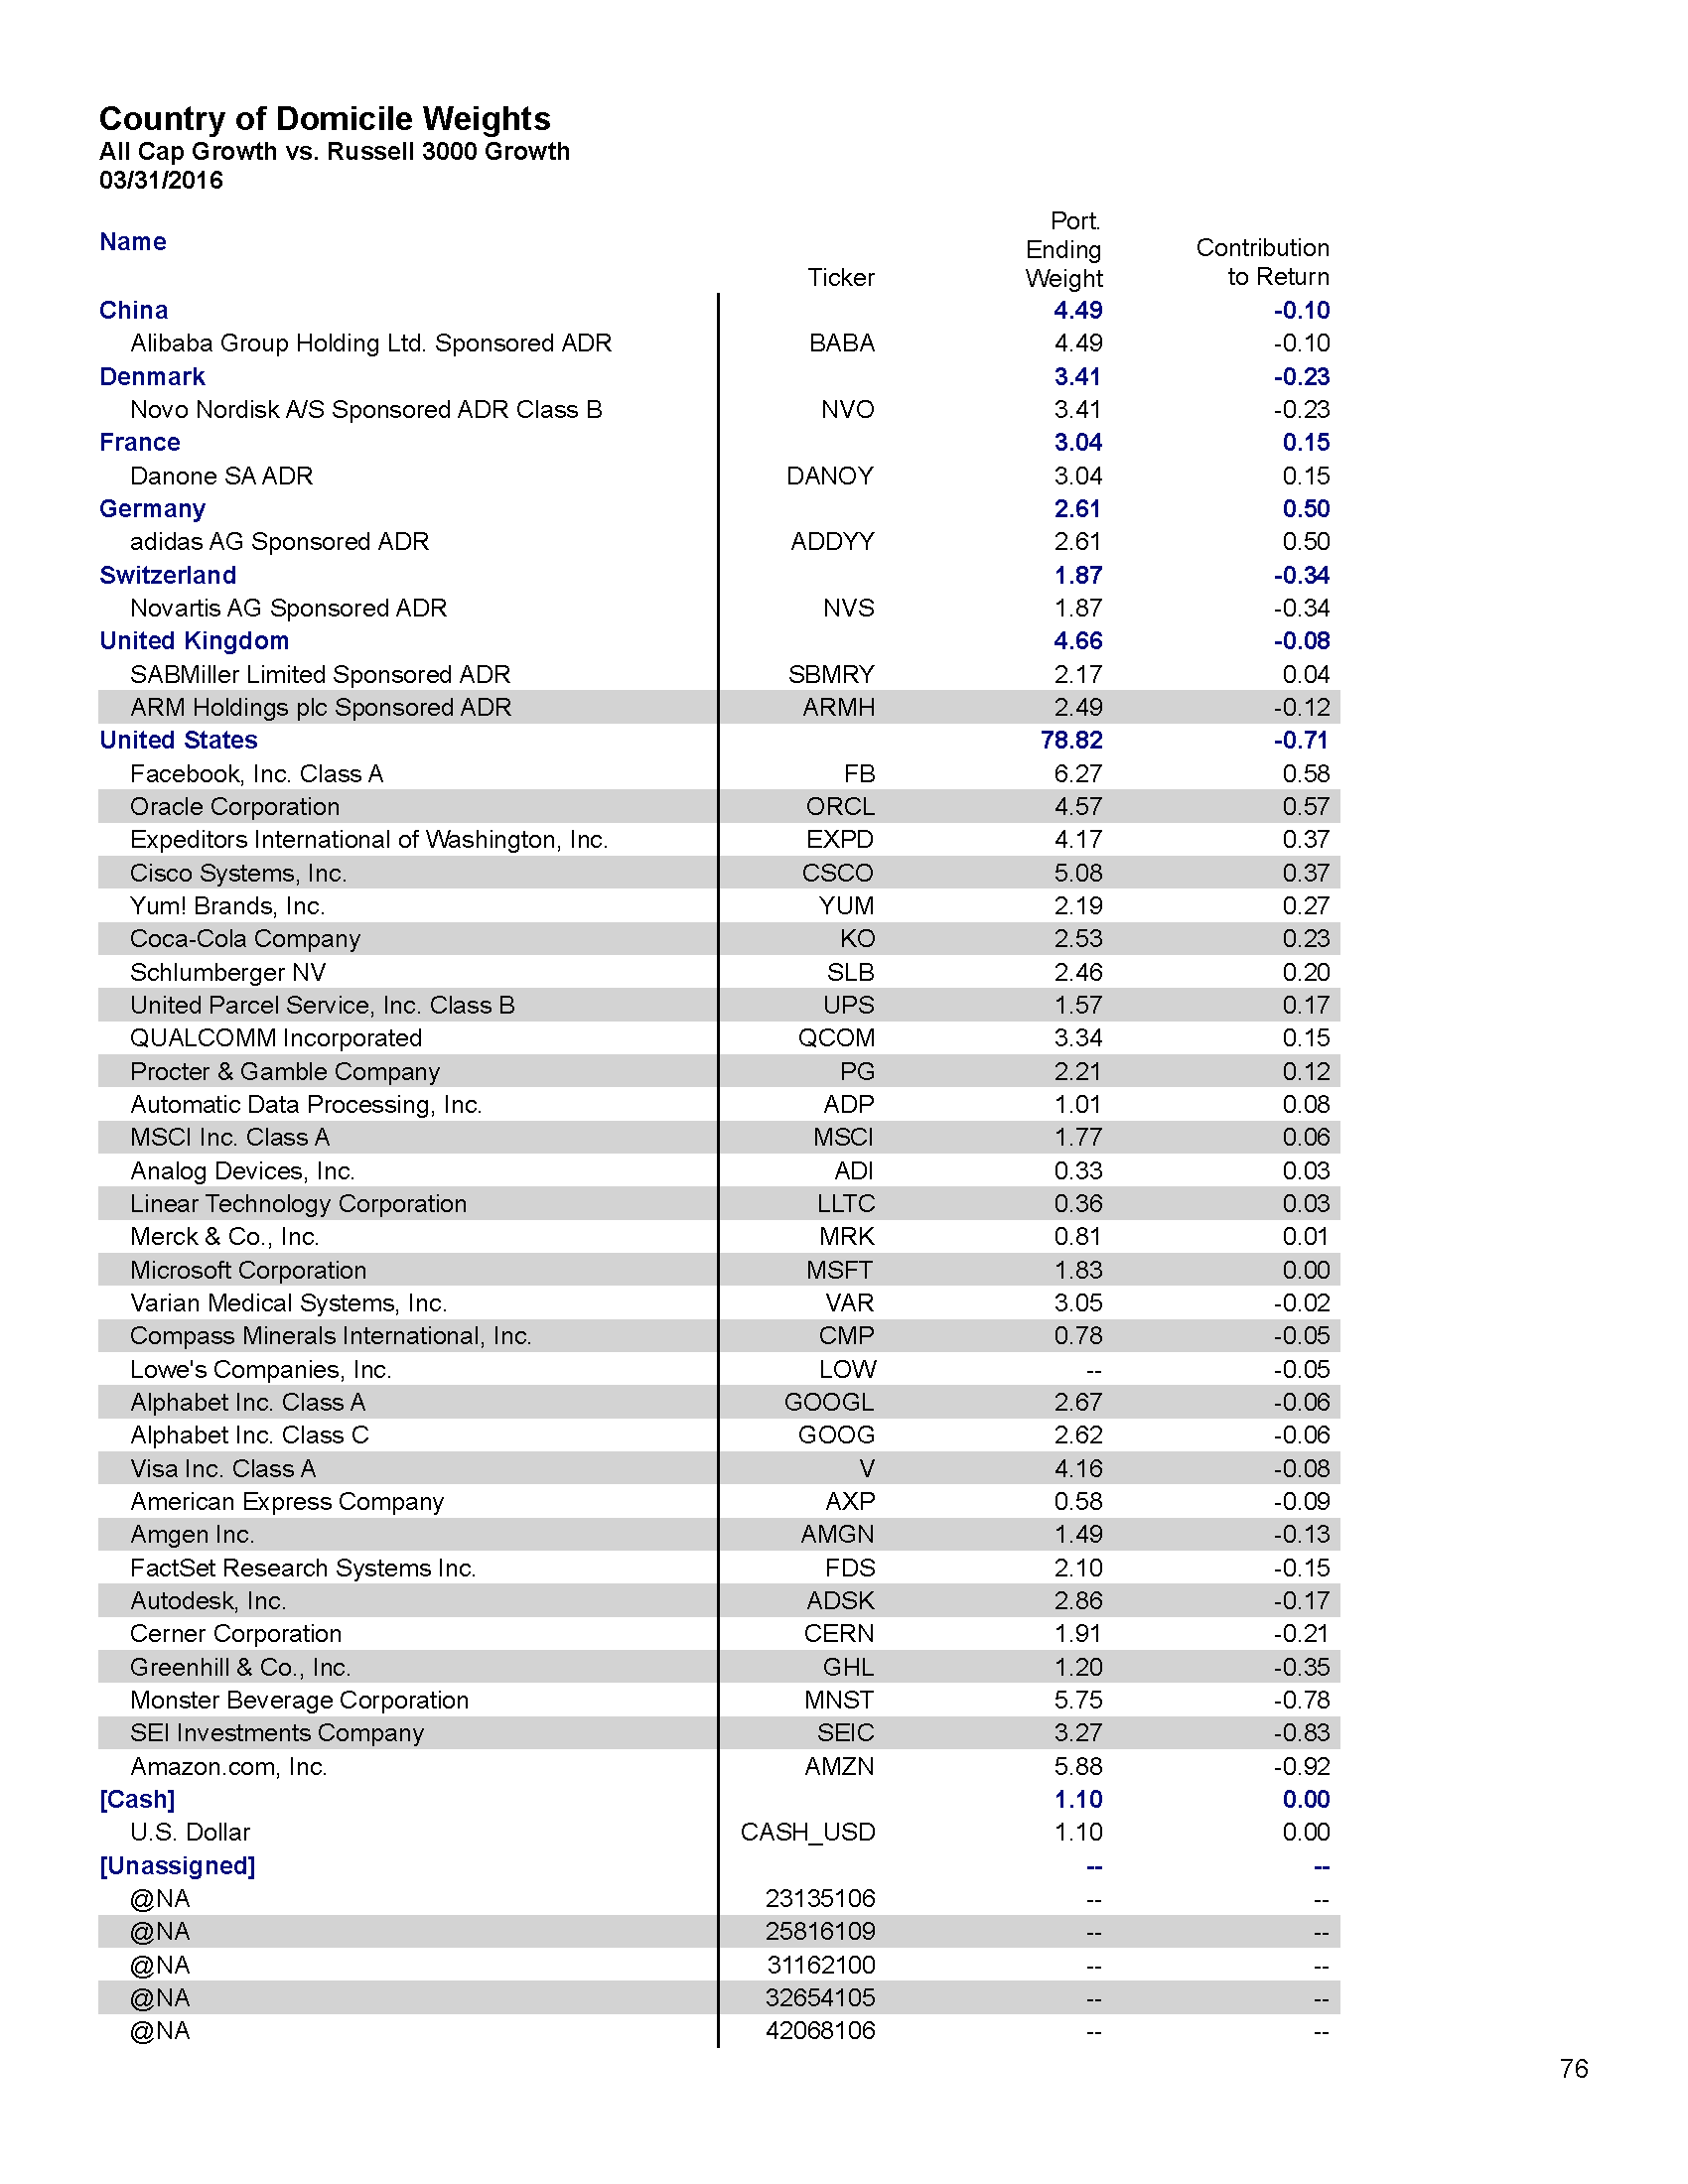 Country of Domicile Weights
All Cap Growth vs. Russell 3000 Growth
03/31/2016
Name Ticker Port. Ending Weight Contribution to Return
China 4.49 -0.10
Alibaba Group Holding Ltd. Sponsored ADR BABA 4.49 -0.10
Denmark 3.41 -0.23
Novo Nordisk A/S Sponsored ADR Class B NVO 3.41 -0.23
France 3.04 0.15
Danone SA ADR DANOY 3.04 0.15
Germany 2.61 0.50
adidas AG Sponsored ADR ADDYY 2.61 0.50
Switzerland 1.87 -0.34
Novartis AG Sponsored ADR NVS 1.87 -0.34
United Kingdom 4.66 -0.08
SABMiller Limited Sponsored ADR SBMRY 2.17 0.04
ARM Holdings plc Sponsored ADR ARMH 2.49 -0.12
United States 78.82 -0.71
Facebook, Inc. Class A FB 6.27 0.58
Oracle Corporation ORCL 4.57 0.57
Expeditors International of Washington, Inc. EXPD 4.17 0.37
Cisco Systems, Inc. CSCO 5.08 0.37
Yum! Brands, Inc. YUM 2.19 0.27
Coca-Cola Company KO 2.53 0.23
Schlumberger NV SLB 2.46 0.20
United Parcel Service, Inc. Class B UPS 1.57 0.17
QUALCOMM Incorporated QCOM 3.34 0.15
Procter & Gamble Company PG 2.21 0.12
Automatic Data Processing, Inc. ADP 1.01 0.08
MSCI Inc. Class A MSCI 1.77 0.06
Analog Devices, Inc. ADI 0.33 0.03
Linear Technology Corporation LLTC 0.36 0.03
Merck & Co., Inc. MRK 0.81 0.01
Microsoft Corporation MSFT 1.83 0.00
Varian Medical Systems, Inc. VAR 3.05 -0.02
Compass Minerals International, Inc. CMP 0.78 -0.05
Lowe's Companies, Inc. LOW -- -0.05
Alphabet Inc. Class A GOOGL 2.67 -0.06
Alphabet Inc. Class C GOOG 2.62 -0.06
Visa Inc. Class A V 4.16 -0.08
American Express Company AXP 0.58 -0.09
Amgen Inc. AMGN 1.49 -0.13
FactSet Research Systems Inc. FDS 2.10 -0.15
Autodesk, Inc. ADSK 2.86 -0.17
Cerner Corporation CERN 1.91 -0.21
Greenhill & Co., Inc. GHL 1.20 -0.35
Monster Beverage Corporation MNST 5.75 -0.78
SEI Investments Company SEIC 3.27 -0.83
Amazon.com, Inc. AMZN 5.88 -0.92
[Cash] 1.10 0.00
U.S. Dollar CASH_USD 1.10 0.00
[Unassigned] -- --
@NA 23135106 -- --
@NA 25816109 -- --
@NA 31162100 -- --
@NA 32654105 -- --
@NA 42068106 -- --
76